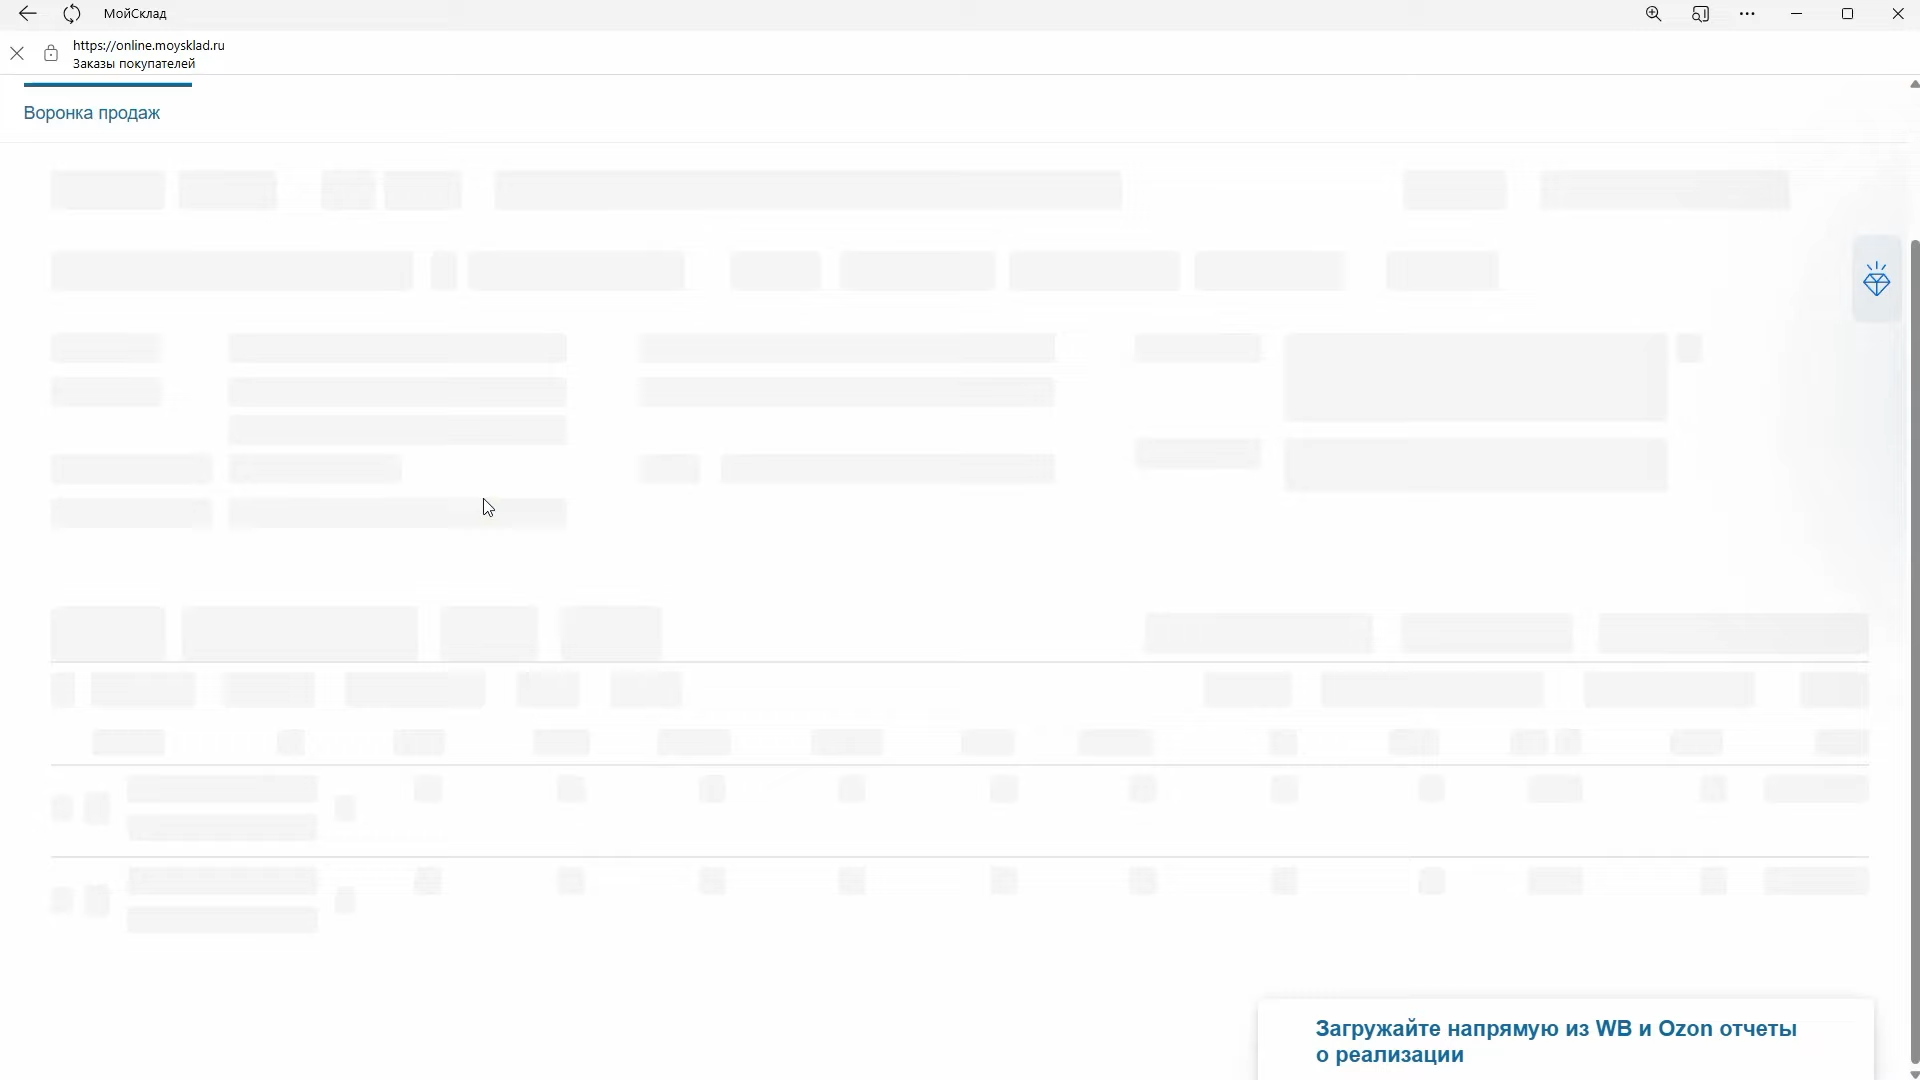 МойСклад
https://online.moysklad.ru
Заказы покупателей
Воронка продаж
Загружайте напрямую из WB и Ozon отчеты
о реализации